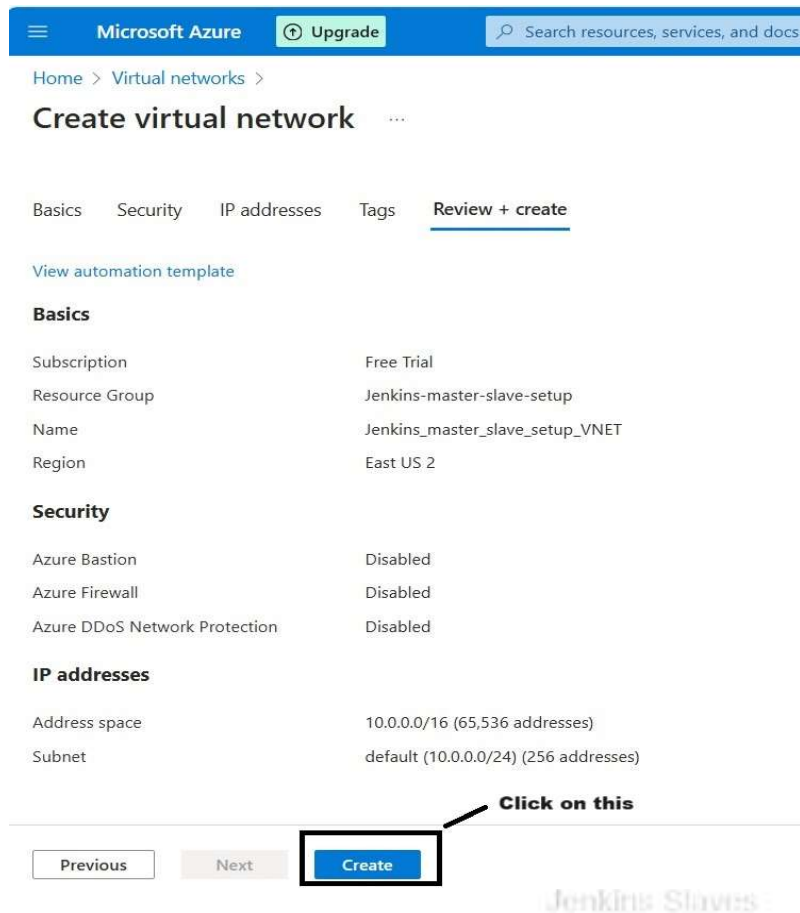 Microsoft Azure Upgrade Search resources, services, and docs
Home > Virtual networks >
Create virtual network ...
Basics Security IP addresses Tags Review + create
View automation template
Basics
Subscription Free Trial
Resource Group Jenkins-master-slave-setup
Name Jenkins_master_slave_setup_VNET
Region East US 2
Security
Azure Bastion Disabled
Azure Firewall Disabled
Azure DDoS Network Protection Disabled
IP addresses
Address space 10.0.0.0/16 (65,536 addresses)
Subnet default (10.0.0.0/24) (256 addresses)
Click on this
Previous Next Create
Jenkins Slaves